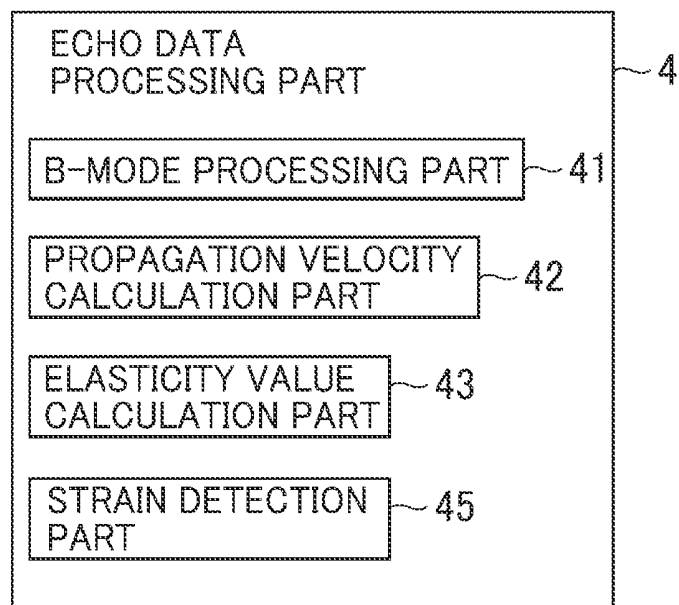 ECHO DATA
PROCESSING PART
4
B-MODE PROCESSING PART
41
PROPAGATION VELOCITY
CALCULATION PART
42
ELASTICITY VALUE
CALCULATION PART
43
STRAIN DETECTION
PART
45